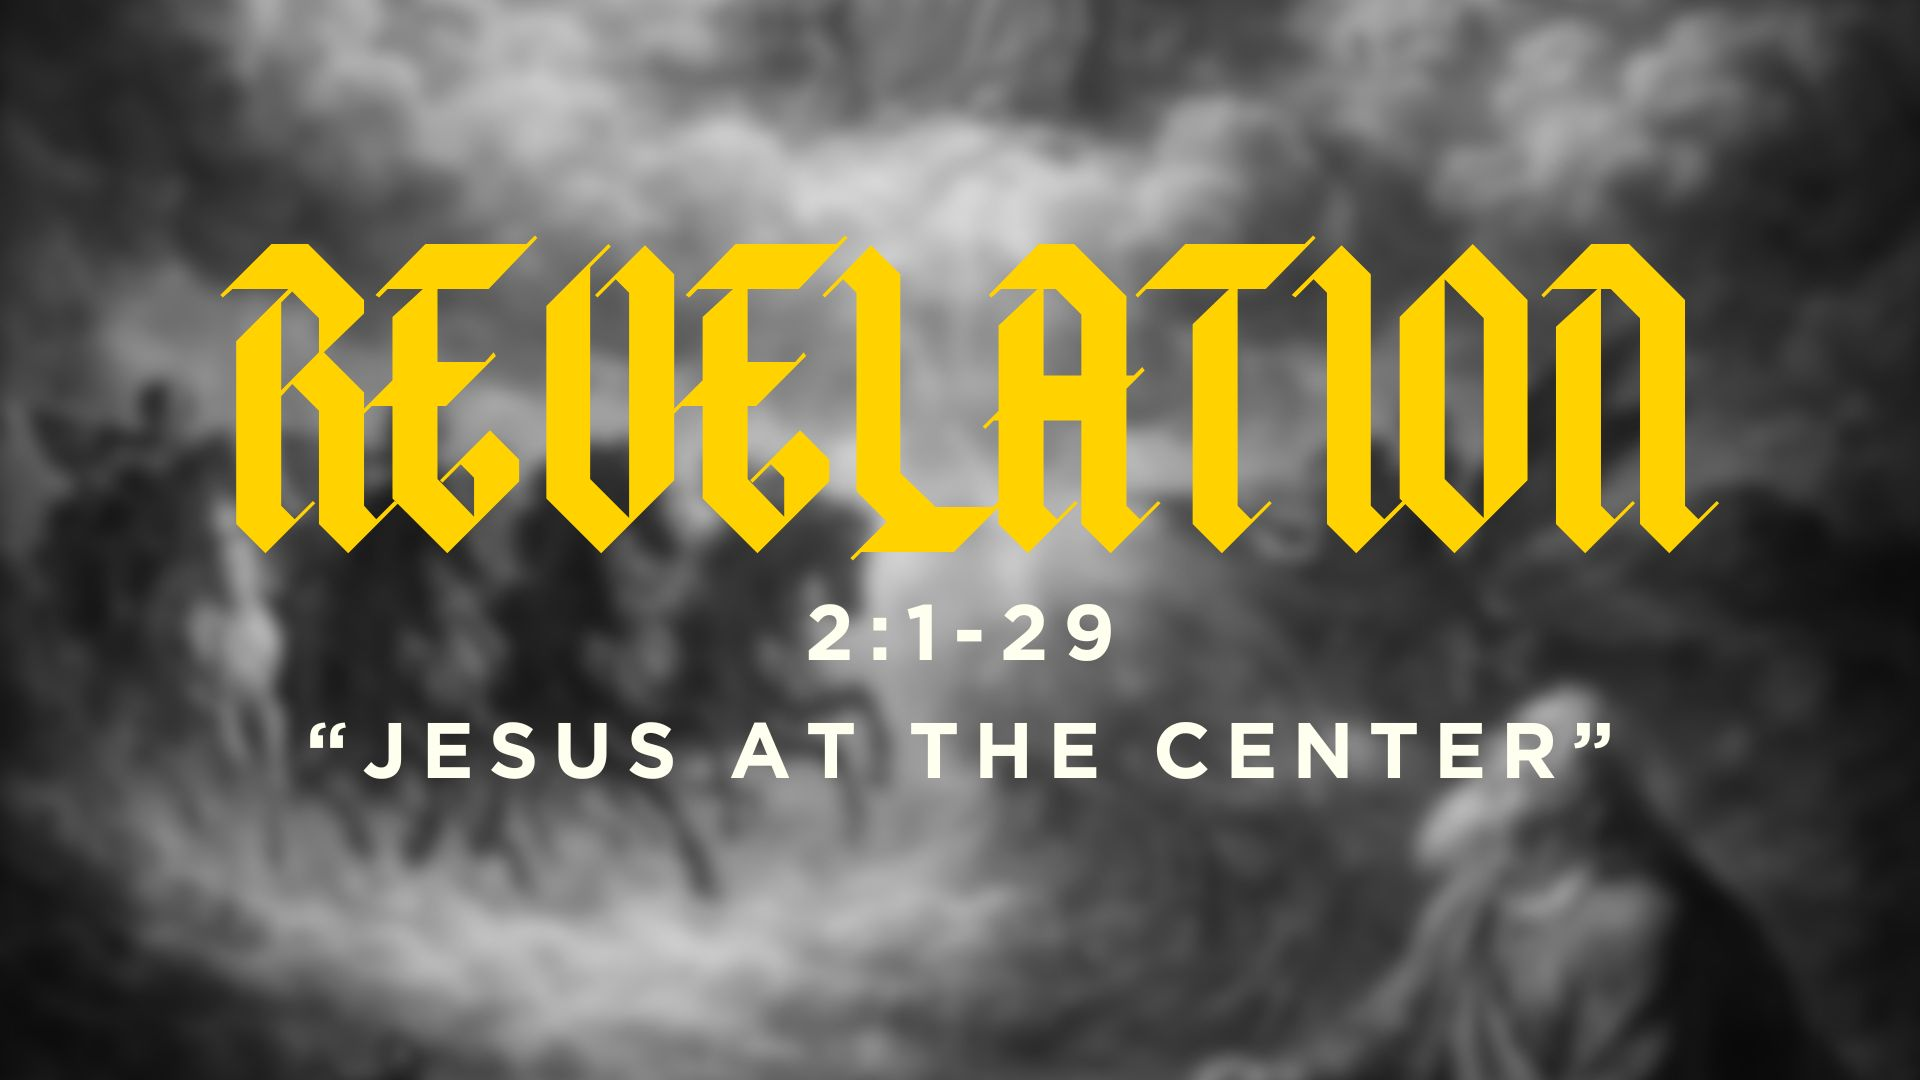 REVELATION
2:1-29
“JESUS AT THE CENTER”